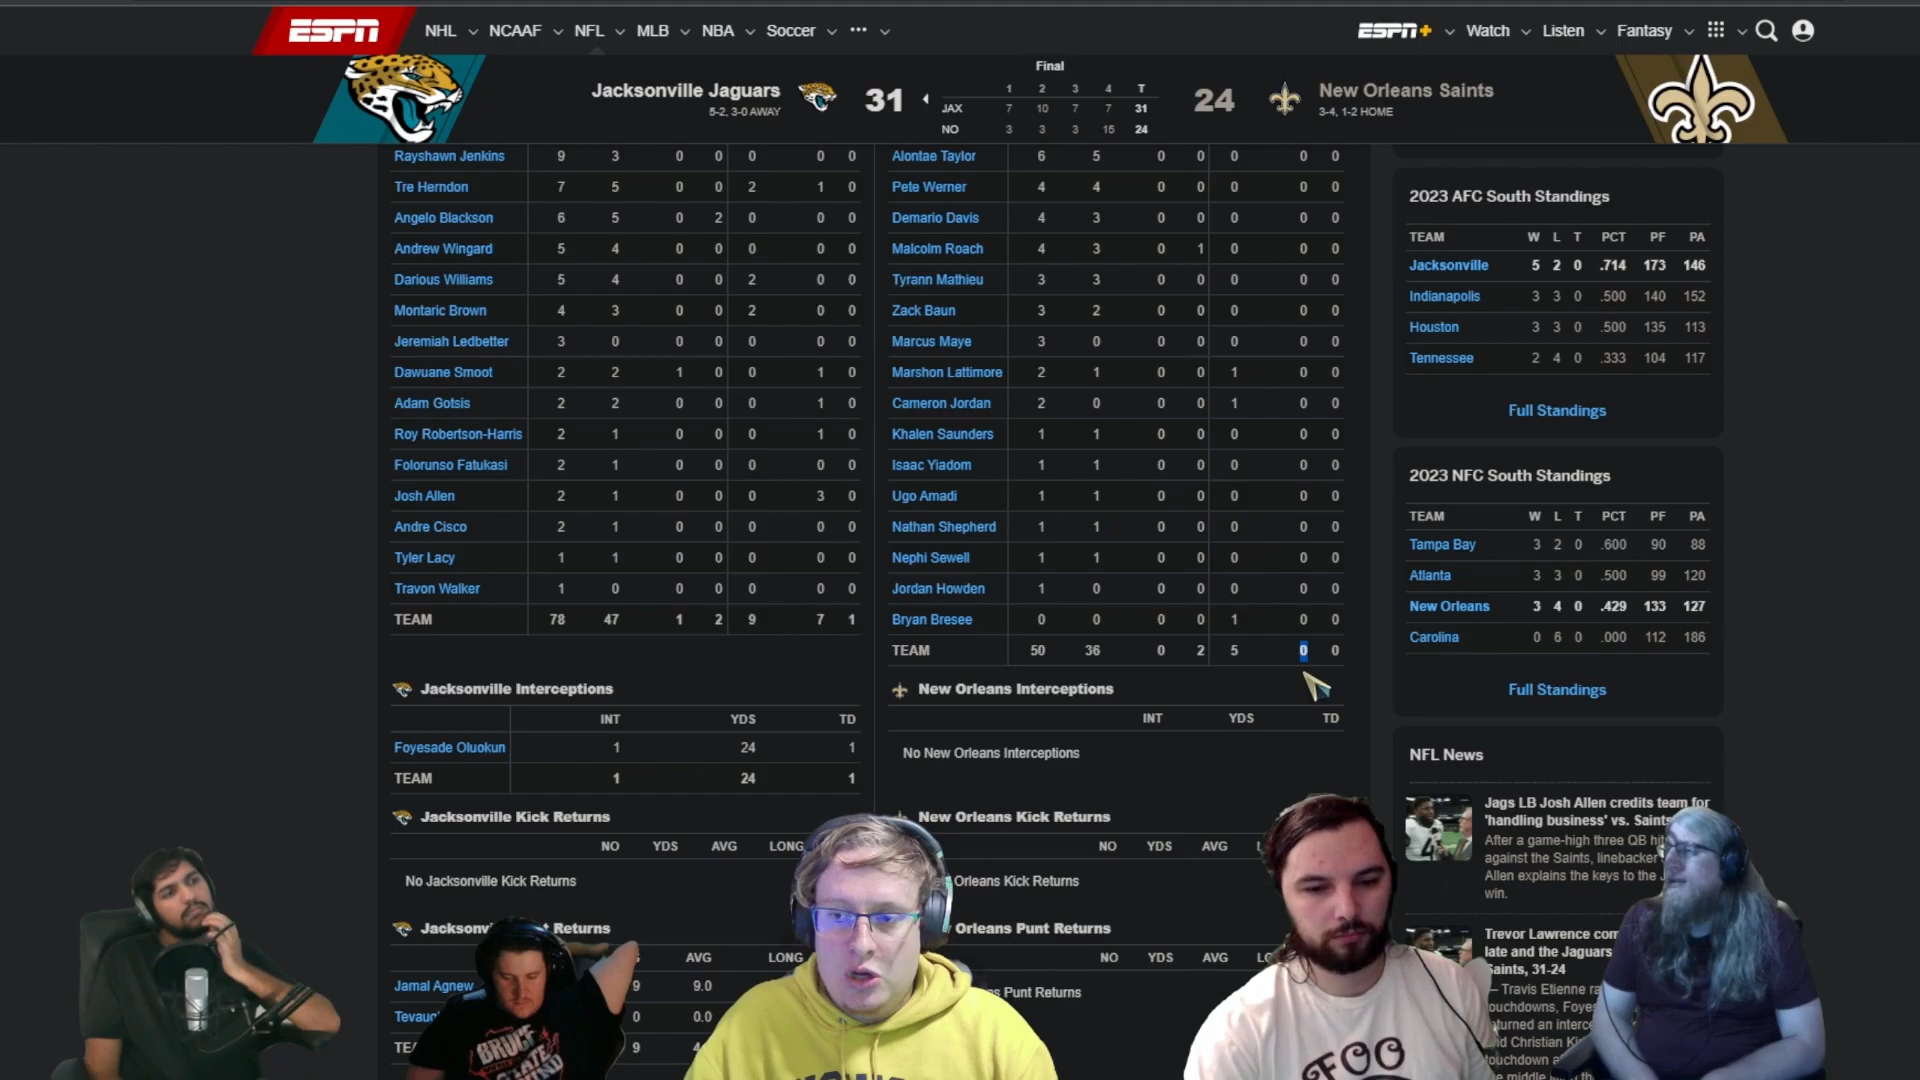 ESPN NHL NCAAF NFL MLB NBA Soccer ••• ESPN+ Watch Listen Fantasy
Final
Jacksonville Jaguars 31 24 New Orleans Saints
5-2, 3-0 AWAY 3-4, 1-2 HOME
1 2 3 4 T
JAX 7 10 7 7 31
NO 3 3 3 15 24
Rayshawn Jenkins 9 3 0 0 0 0 0
Tre Herndon 7 5 0 0 2 1 0
Angelo Blackson 6 5 0 2 0 0 0
Andrew Wingard 5 4 0 0 0 0 0
Darious Williams 5 4 0 0 2 0 0
Montaric Brown 4 3 0 0 2 0 0
Jeremiah Ledbetter 3 0 0 0 0 0 0
Dawuane Smoot 2 2 1 0 0 1 0
Adam Gotsis 2 2 0 0 0 1 0
Roy Robertson-Harris 2 1 0 0 0 1 0
Folorunso Fatukasi 2 1 0 0 0 0 0
Josh Allen 2 1 0 0 0 3 0
Andre Cisco 2 1 0 0 0 0 0
Tyler Lacy 1 1 0 0 0 0 0
Travon Walker 1 0 0 0 0 0 0
TEAM 78 47 1 2 9 7 1
Jacksonville Interceptions
INT YDS TD
Foyesade Oluokun 1 24 1
TEAM 1 24 1
Jacksonville Kick Returns
NO YDS AVG LONG
No Jacksonville Kick Returns
Returns
AVG LONG
Jamal Agnew 9 9.0
0 0.0
9
Alontae Taylor 6 5 0 0 0 0 0
Pete Werner 4 4 0 0 0 0 0
Demario Davis 4 3 0 0 0 0 0
Malcolm Roach 4 3 0 1 0 0 0
Tyrann Mathieu 3 3 0 0 0 0 0
Zack Baun 3 2 0 0 0 0 0
Marcus Maye 3 0 0 0 0 0 0
Marshon Lattimore 2 1 0 0 1 0 0
Cameron Jordan 2 0 0 0 1 0 0
Khalen Saunders 1 1 0 0 0 0 0
Isaac Yiadom 1 1 0 0 0 0 0
Ugo Amadi 1 1 0 0 0 0 0
Nathan Shepherd 1 1 0 0 0 0 0
Nephi Sewell 1 1 0 0 0 0 0
Jordan Howden 1 0 0 0 0 0 0
Bryan Bresee 0 0 0 0 1 0 0
TEAM 50 36 0 2 5 0 0
New Orleans Interceptions
INT YDS TD
No New Orleans Interceptions
New Orleans Kick Returns
NO YDS AVG
Orleans Kick Returns
Orleans Punt Returns
NO YDS AVG
Punt Returns
2023 AFC South Standings
TEAM W L T PCT PF PA
Jacksonville 5 2 0 .714 173 146
Indianapolis 3 3 0 .500 140 152
Houston 3 3 0 .500 135 113
Tennessee 2 4 0 .333 104 117
Full Standings
2023 NFC South Standings
TEAM W L T PCT PF PA
Tampa Bay 3 2 0 .600 90 88
Atlanta 3 3 0 .500 99 120
New Orleans 3 4 0 .429 133 127
Carolina 0 6 0 .000 112 186
Full Standings
NFL News
Jags LB Josh Allen credits team for
'handling business' vs. Saints
After a game-high three QB
against the Saints, linebacker
Allen explains the keys to the
win.
Trevor Lawrence
late and the Jaguars
Saints, 31-24
— Travis Etienne
and Christian
touchdown
the middle
BRUCE
FOO